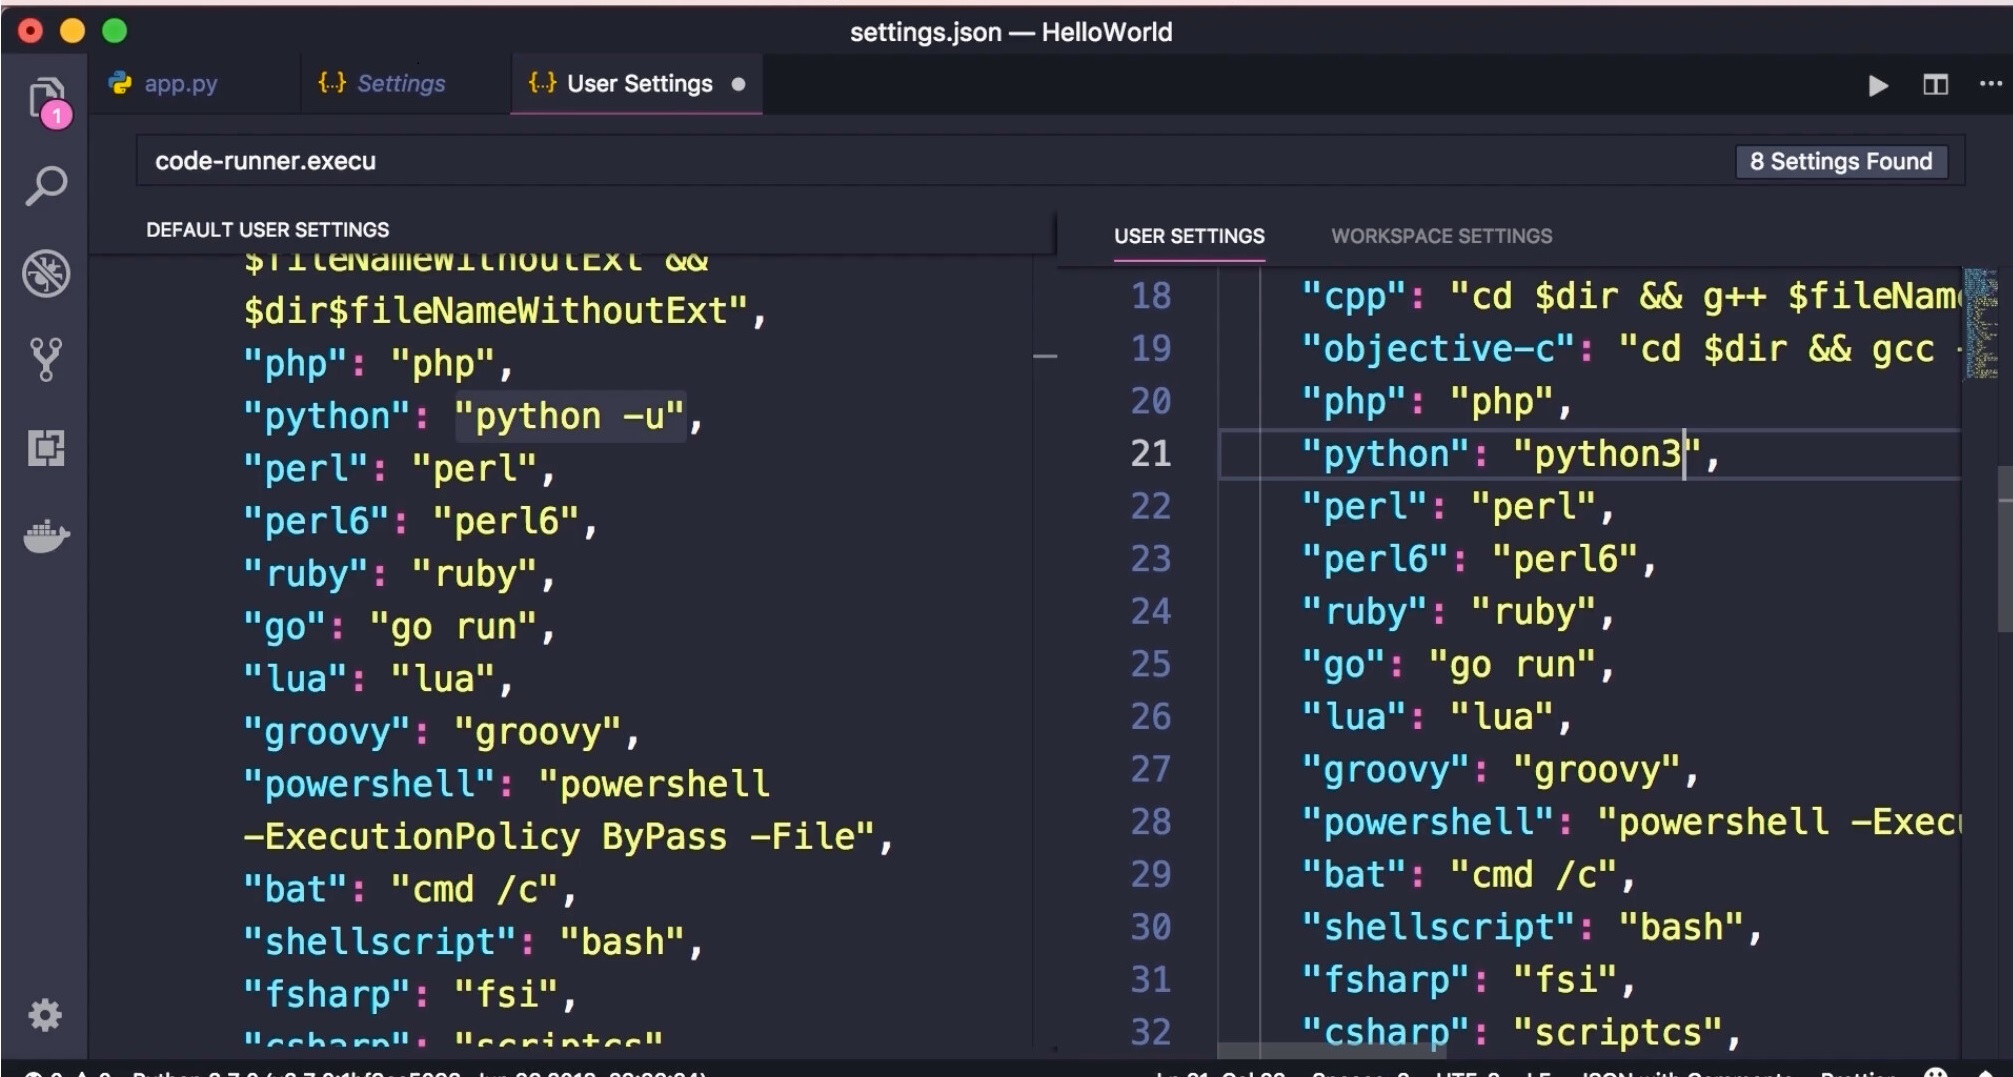 settings.json — HelloWorld
app.py
{...} Settings
{...} User Settings
1
code-runner.execu
8 Settings Found
DEFAULT USER SETTINGS
$fileNameWithoutExt &&
$dir$fileNameWithoutExt",
"php": "php",
"python": "python -u",
"perl": "perl",
"perl6": "perl6",
"ruby": "ruby",
"go": "go run",
"lua": "lua",
"groovy": "groovy",
"powershell": "powershell
-ExecutionPolicy ByPass -File",
"bat": "cmd /c",
"shellscript": "bash",
"fsharp": "fsi",
"csharp": "scriptcs"
USER SETTINGS
WORKSPACE SETTINGS
18 "cpp": "cd $dir && g++ $fileNam
19 "objective-c": "cd $dir && gcc
20 "php": "php",
21 "python": "python3",
22 "perl": "perl",
23 "perl6": "perl6",
24 "ruby": "ruby",
25 "go": "go run",
26 "lua": "lua",
27 "groovy": "groovy",
28 "powershell": "powershell -Exec
29 "bat": "cmd /c",
30 "shellscript": "bash",
31 "fsharp": "fsi",
32 "csharp": "scriptcs",